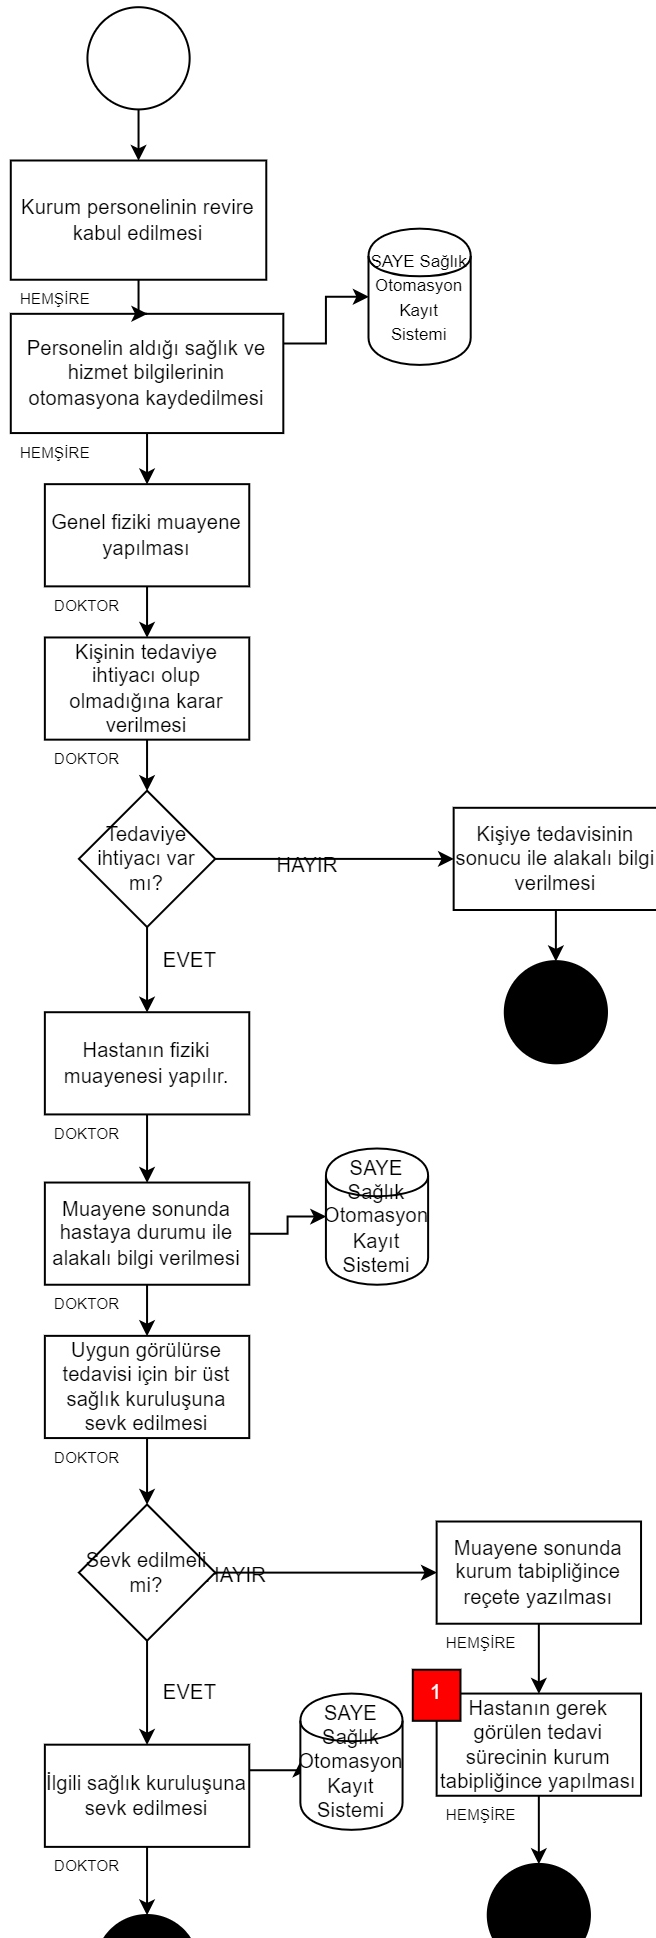 Kurum personelinin revire
kabul edilmesi
HEMŞİRE
SAYE Sağlık
Otomasyon
Kayıt
Sistemi
Personelin aldığı sağlık ve
hizmet bilgilerinin
otomasyona kaydedilmesi
HEMŞİRE
Genel fiziki muayene
yapılması
DOKTOR
Kişinin tedaviye
ihtiyacı olup
olmadığına karar
verilmesi
DOKTOR
Tedaviye
ihtiyacı var
mı?
HAYIR
Kişiye tedavisinin
sonucu ile alakalı bilgi
verilmesi
EVET
Hastanın fiziki
muayenesi yapılır.
DOKTOR
Muayene sonunda
hastaya durumu ile
alakalı bilgi verilmesi
SAYE
Sağlık
Otomasyon
Kayıt
Sistemi
DOKTOR
Uygun görülürse
tedavisi için bir üst
sağlık kuruluşuna
sevk edilmesi
DOKTOR
Sevk edilmeli
mi?
HAYIR
Muayene sonunda
kurum tabipliğince
reçete yazılması
HEMŞİRE
EVET
1
Hastanın gerek
görülen tedavi
sürecinin kurum
tabipliğince yapılması
HEMŞİRE
SAYE
Sağlık
Otomasyon
Kayıt
Sistemi
İlgili sağlık kuruluşuna
sevk edilmesi
DOKTOR